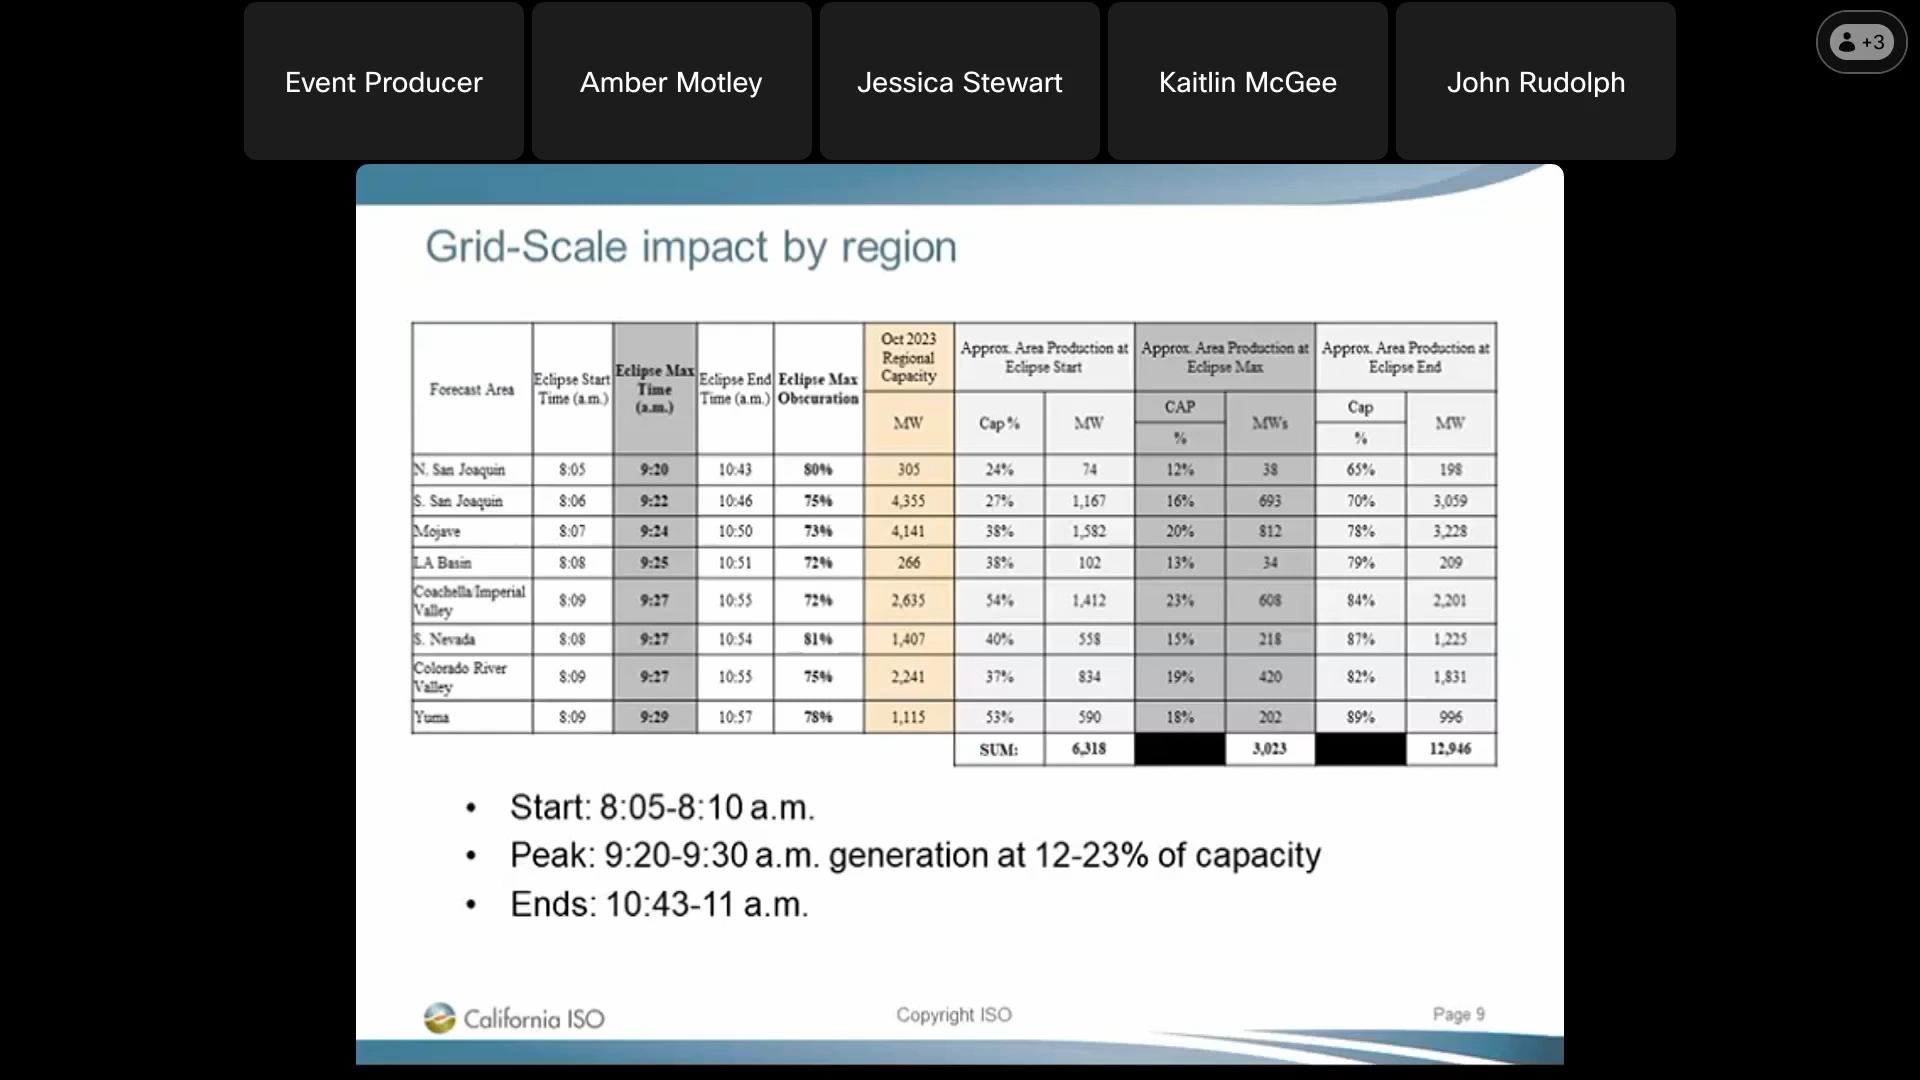 Event Producer
Amber Motley
Jessica Stewart
Kaitlin McGee
John Rudolph
+3
Grid-Scale impact by region
Forecast Area
Eclipse Start Time (a.m.)
Eclipse Max Time (a.m.)
Eclipse End Time (a.m.)
Eclipse Max Obscuration
Oct 2023 Regional Capacity
Approx. Area Production at Eclipse Start
Approx. Area Production at Eclipse Max
Approx. Area Production at Eclipse End
MW
Cap %
MW
CAP
%
MWs
Cap
%
MW
N. San Joaquin 8:05 9:20 10:43 80% 305 24% 74 12% 38 65% 198
S. San Joaquin 8:06 9:22 10:46 75% 4,355 27% 1,167 16% 693 70% 3,059
Mojave 8:07 9:24 10:50 73% 4,141 38% 1,582 20% 812 78% 3,228
LA Basin 8:08 9:25 10:51 72% 266 38% 102 13% 34 79% 209
Coachella/Imperial Valley 8:09 9:27 10:55 72% 2,635 54% 1,412 23% 608 84% 2,201
S. Nevada 8:08 9:27 10:54 81% 1,407 40% 558 15% 218 87% 1,225
Colorado River Valley 8:09 9:27 10:55 75% 2,241 37% 834 19% 420 82% 1,831
Yuma 8:09 9:29 10:57 78% 1,115 53% 590 18% 202 89% 996
SUM: 6,318 3,023 12,946
• Start: 8:05-8:10 a.m.
• Peak: 9:20-9:30 a.m. generation at 12-23% of capacity
• Ends: 10:43-11 a.m.
California ISO
Copyright ISO
Page 9